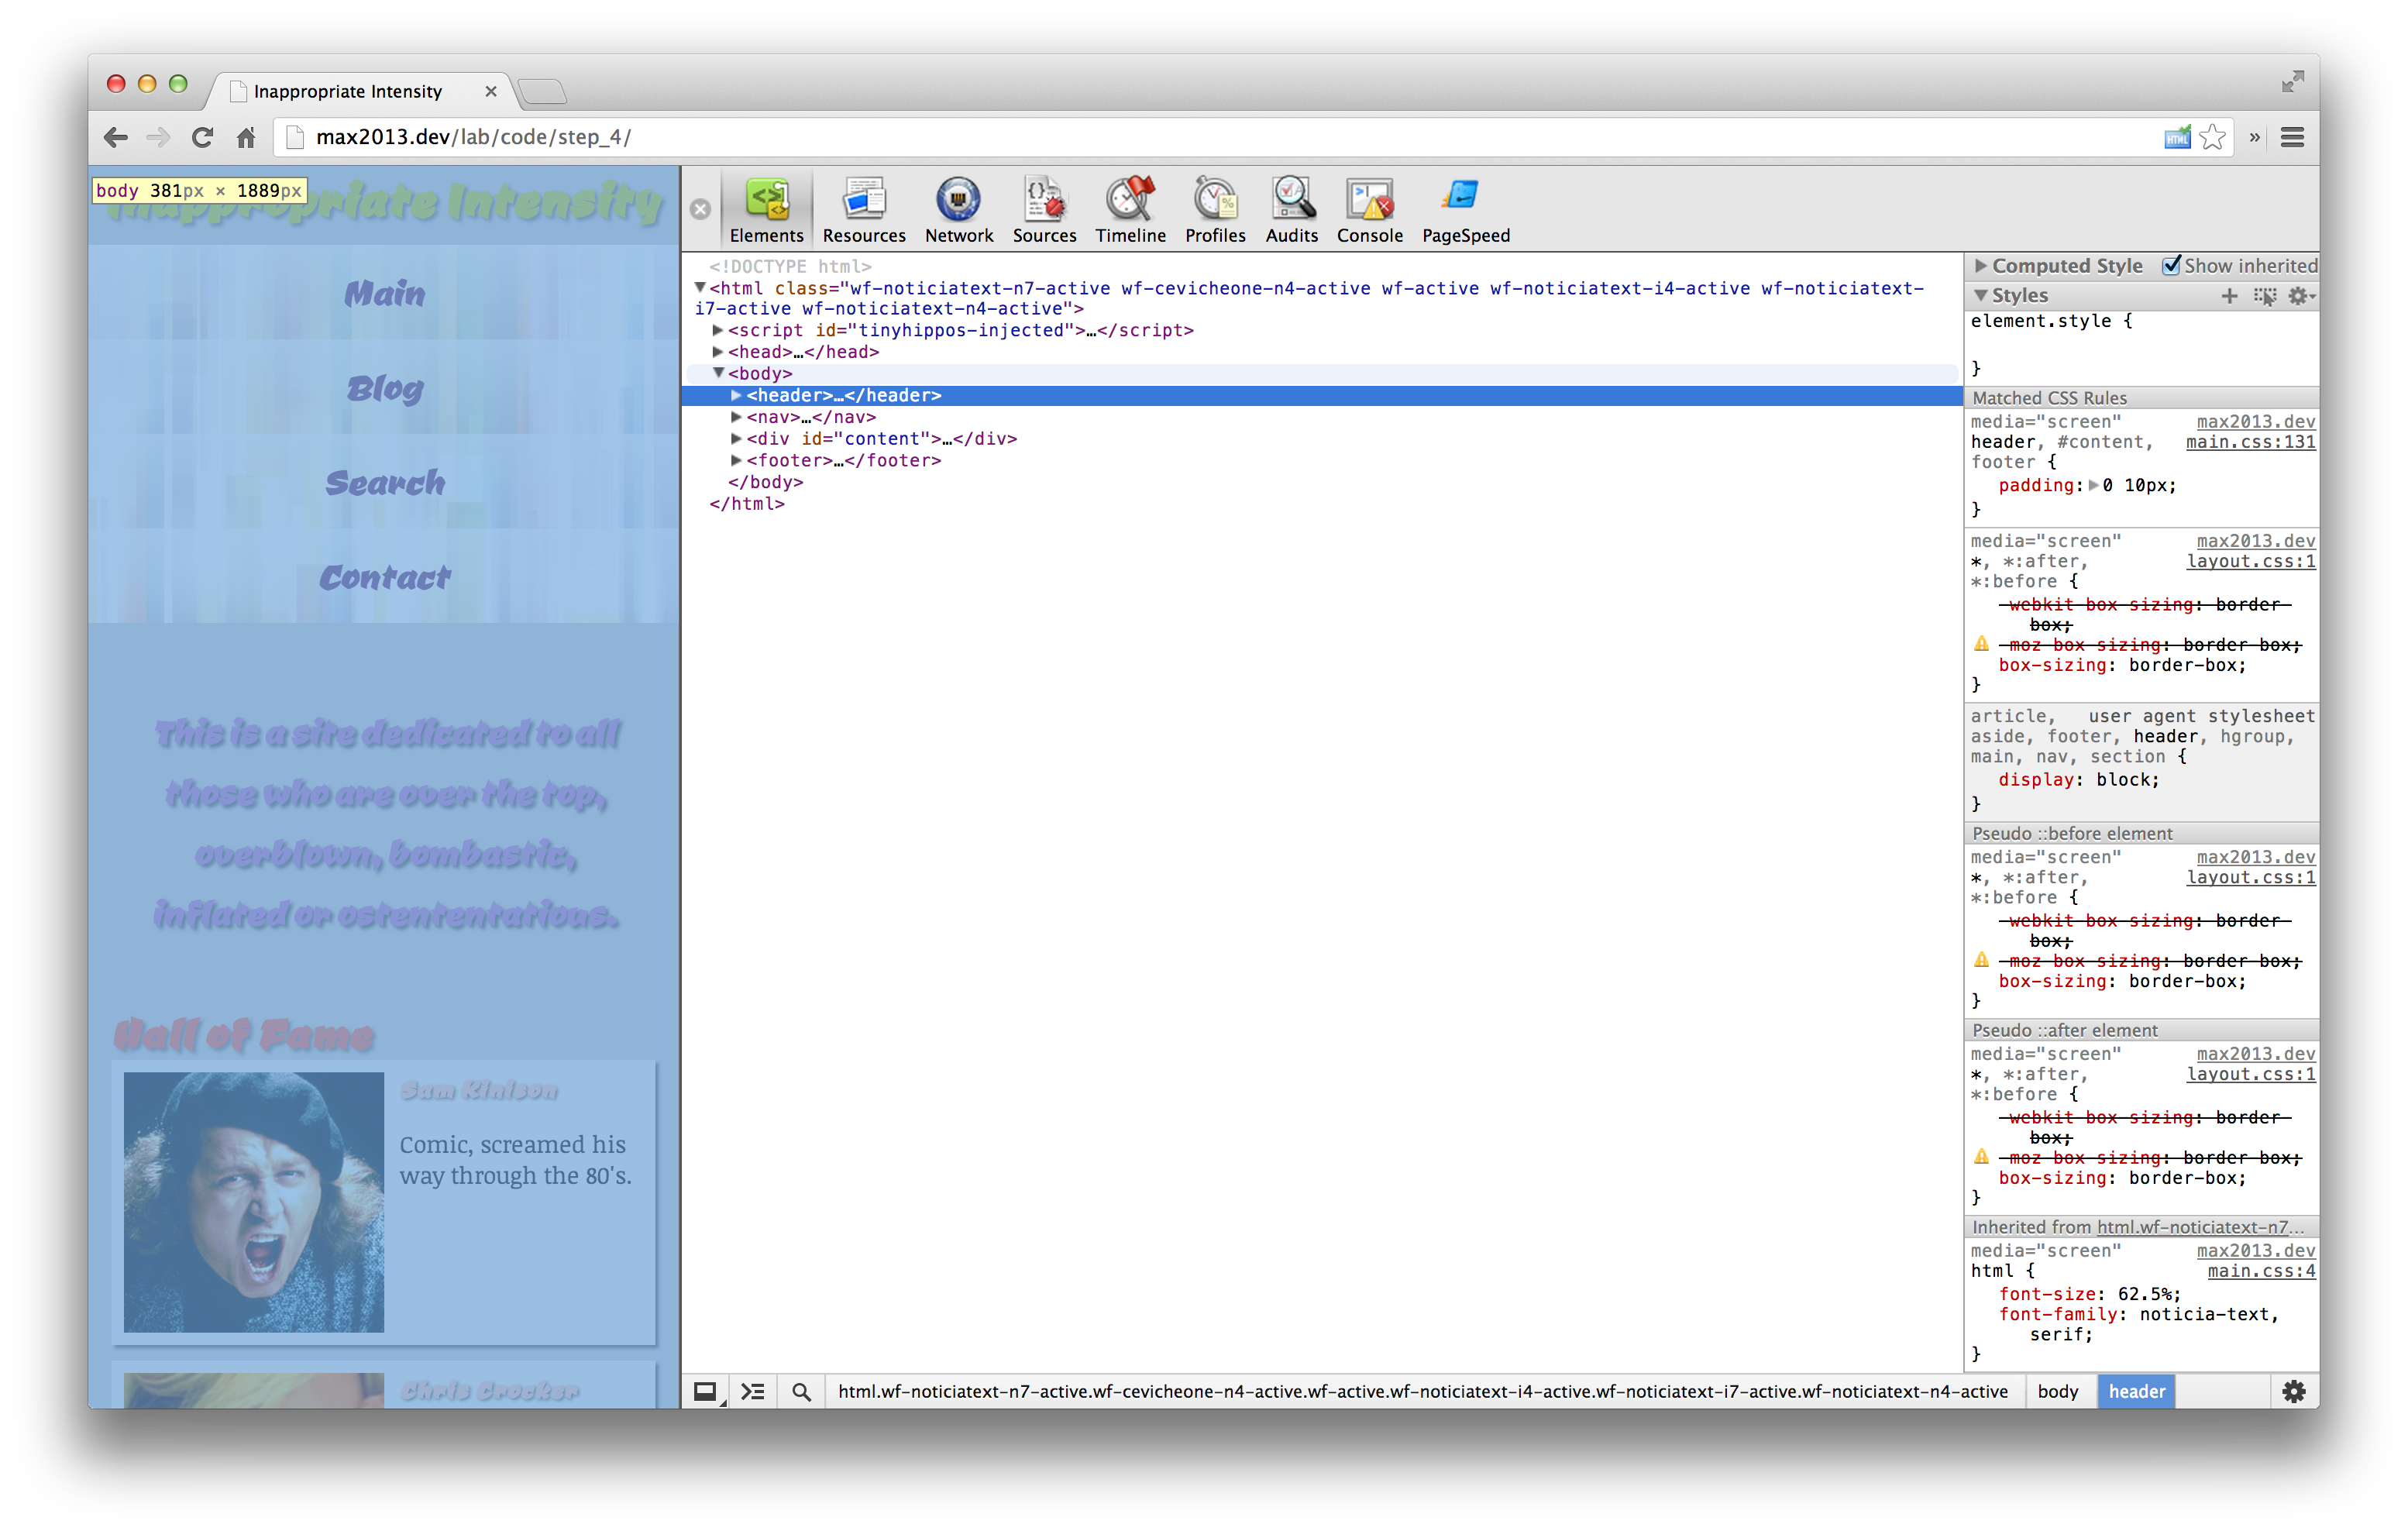 Inappropriate Intensity
max2013.dev/lab/code/step_4/
body 381px × 1889px
Inappropriate Intensity
Main
Blog
Search
Contact
This is a site dedicated to all
those who are over the top,
overblown, bombastic,
inflated or ostententatious.
Hall of Fame
Sam Kinison
Comic, screamed his
way through the 80's.
Chris Crocker
Elements Resources Network Sources Timeline Profiles Audits Console PageSpeed
<!DOCTYPE html>
<html class="wf-noticiatext-n7-active wf-cevicheone-n4-active wf-active wf-noticiatext-i4-active wf-noticiatext-
i7-active wf-noticiatext-n4-active">
<script id="tinyhippos-injected">…</script>
<head>…</head>
<body>
<header>…</header>
<nav>…</nav>
<div id="content">…</div>
<footer>…</footer>
</body>
</html>
Computed Style Show inherited
Styles
element.style {
}
Matched CSS Rules
media="screen" max2013.dev
header, #content, main.css:131
footer {
padding: 0 10px;
}
media="screen" max2013.dev
*, *:after, layout.css:1
*:before {
-webkit-box-sizing: border-
box;
-moz-box-sizing: border-box;
box-sizing: border-box;
}
article, user agent stylesheet
aside, footer, header, hgroup,
main, nav, section {
display: block;
}
Pseudo ::before element
media="screen" max2013.dev
*, *:after, layout.css:1
*:before {
-webkit-box-sizing: border-
box;
-moz-box-sizing: border-box;
box-sizing: border-box;
}
Pseudo ::after element
media="screen" max2013.dev
*, *:after, layout.css:1
*:before {
-webkit-box-sizing: border-
box;
-moz-box-sizing: border-box;
box-sizing: border-box;
}
Inherited from html.wf-noticiatext-n7...
media="screen" max2013.dev
html { main.css:4
font-size: 62.5%;
font-family: noticia-text,
serif;
}
html.wf-noticiatext-n7-active.wf-cevicheone-n4-active.wf-active.wf-noticiatext-i4-active.wf-noticiatext-i7-active.wf-noticiatext-n4-active body header